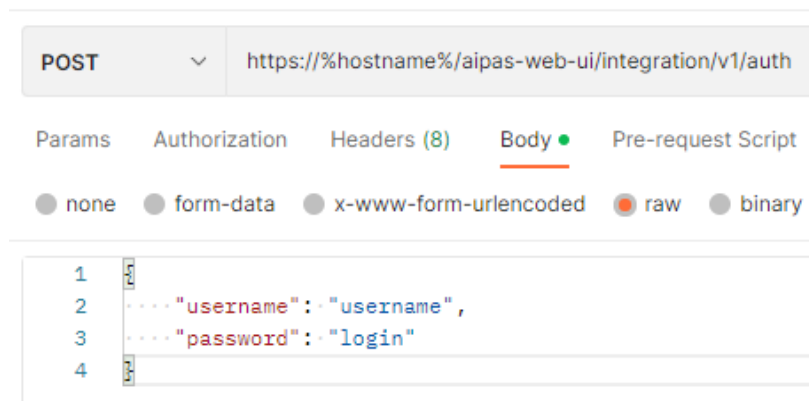 POST https://%hostname%/aipas-web-ui/integration/v1/auth
Params Authorization Headers (8) Body Pre-request Script
none form-data x-www-form-urlencoded raw binary
1 {
2 "username": "username",
3 "password": "login"
4 }